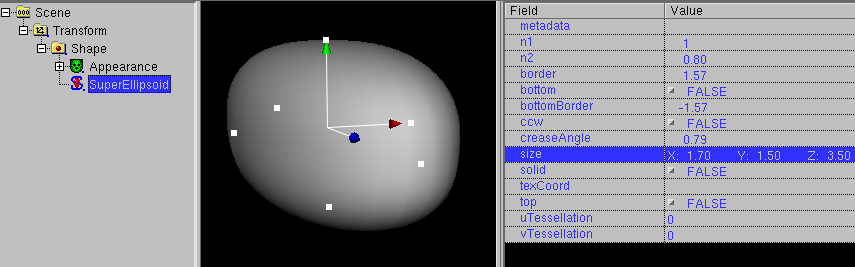 Scene
Transform
Shape
Appearance
SuperEllipsoid
Field Value
metadata
n1 1
n2 0.80
border 1.57
bottom FALSE
bottomBorder -1.57
ccw FALSE
creaseAngle 0.79
size X: 1.70 Y: 1.50 Z: 3.50
solid FALSE
texCoord
top FALSE
uTessellation 0
vTessellation 0